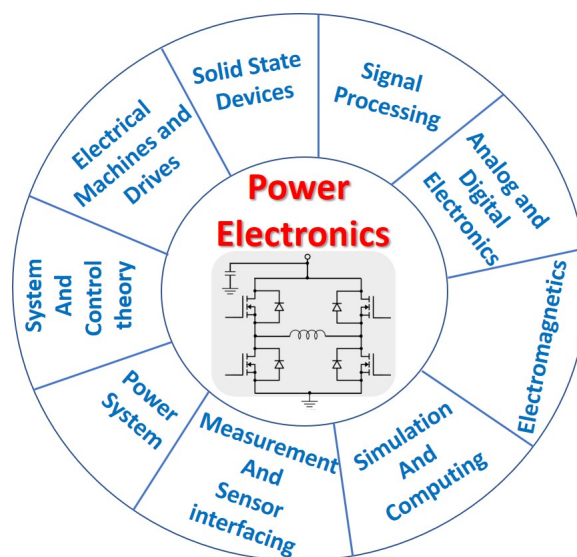 Power
Electronics
Solid State
Devices
Signal
Processing
Analog and
Digital
Electronics
Electromagnetics
Simulation
And
Computing
Measurement
And
Sensor
interfacing
Power
System
System
And
Control
theory
Electrical
Machines and
Drives